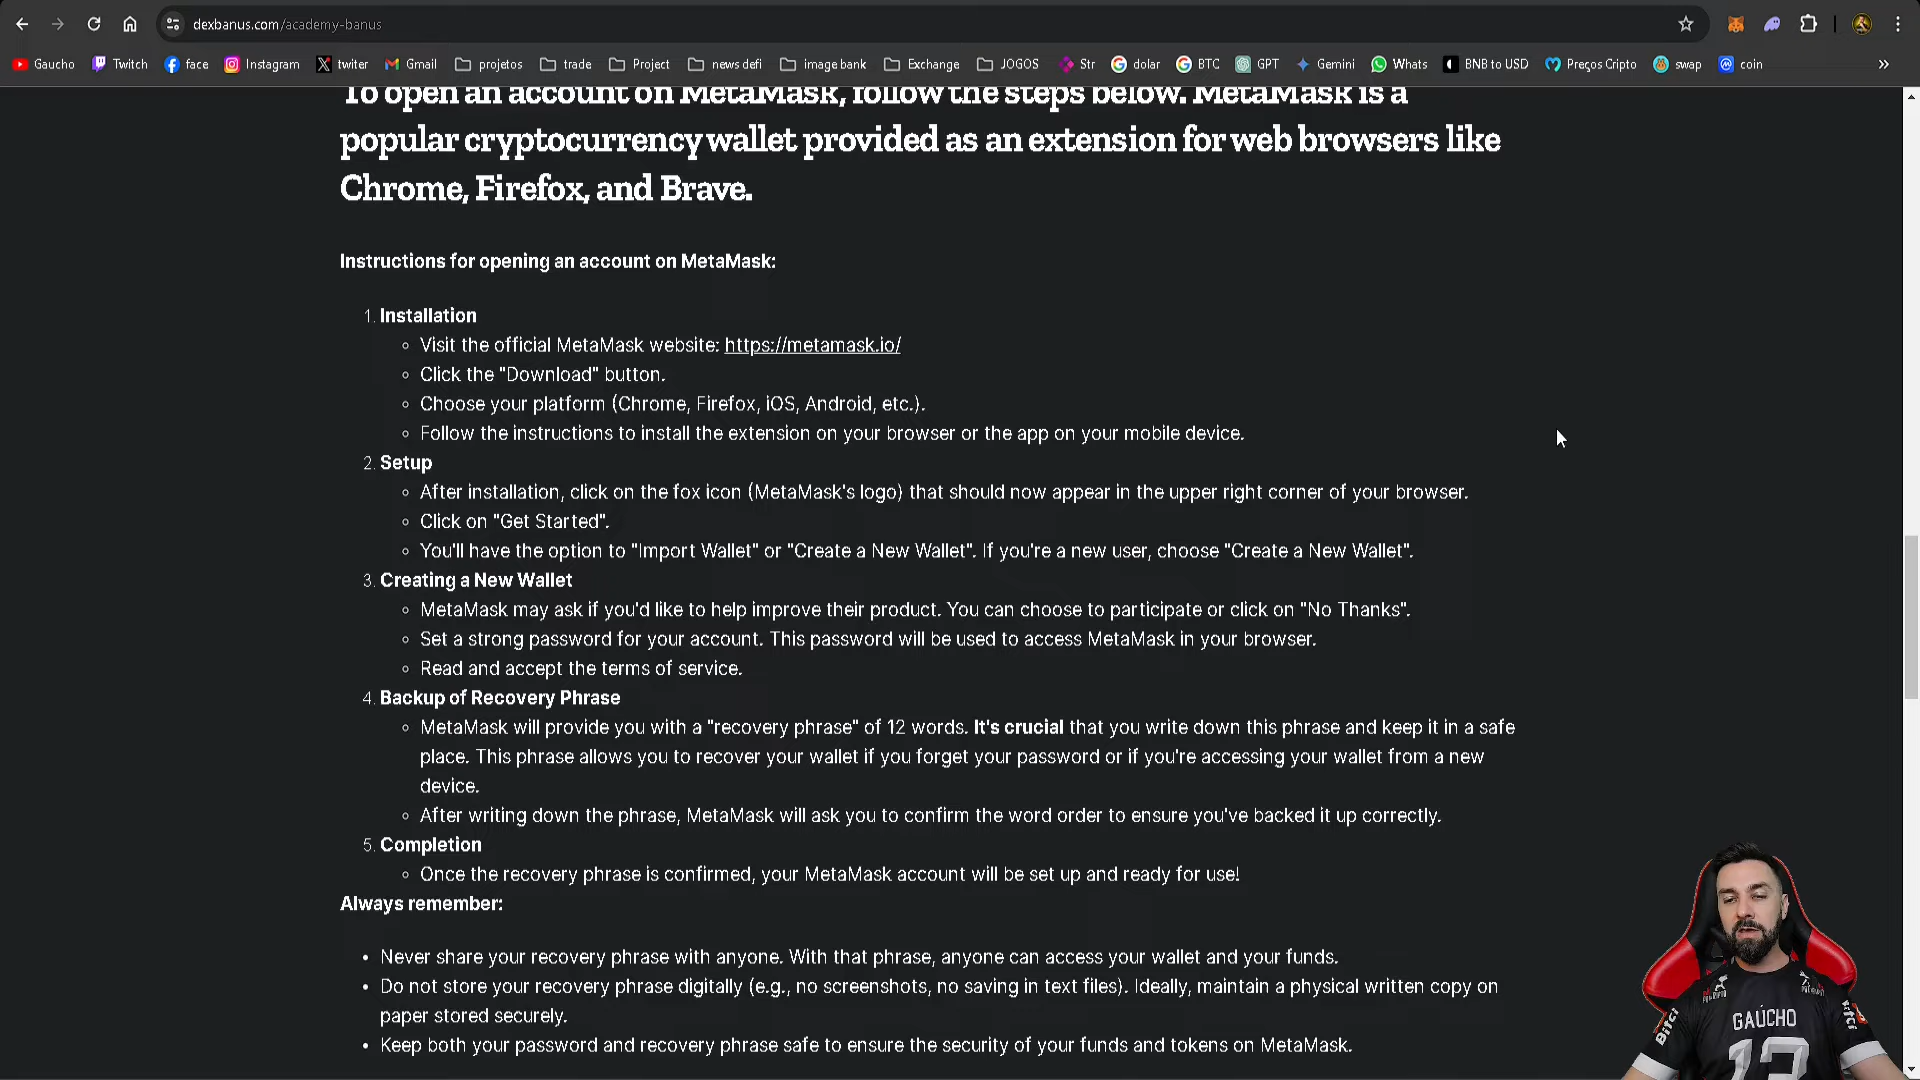 dexbanus.com/academy-banus
Gaucho Twitch face Instagram twiter Gmail projetos trade Project news defi image bank Exchange JOGOS Str dolar BTC GPT Gemini Whats BNB to USD Preços Cripto swap coin
To open an account on MetaMask, follow the steps below. MetaMask is a
popular cryptocurrency wallet provided as an extension for web browsers like
Chrome, Firefox, and Brave.
Instructions for opening an account on MetaMask:
1. Installation
Visit the official MetaMask website: https://metamask.io/
Click the "Download" button.
Choose your platform (Chrome, Firefox, iOS, Android, etc.).
Follow the instructions to install the extension on your browser or the app on your mobile device.
2. Setup
After installation, click on the fox icon (MetaMask's logo) that should now appear in the upper right corner of your browser.
Click on "Get Started".
You'll have the option to "Import Wallet" or "Create a New Wallet". If you're a new user, choose "Create a New Wallet".
3. Creating a New Wallet
MetaMask may ask if you'd like to help improve their product. You can choose to participate or click on "No Thanks".
Set a strong password for your account. This password will be used to access MetaMask in your browser.
Read and accept the terms of service.
4. Backup of Recovery Phrase
MetaMask will provide you with a "recovery phrase" of 12 words. It's crucial that you write down this phrase and keep it in a safe
place. This phrase allows you to recover your wallet if you forget your password or if you're accessing your wallet from a new
device.
After writing down the phrase, MetaMask will ask you to confirm the word order to ensure you've backed it up correctly.
5. Completion
Once the recovery phrase is confirmed, your MetaMask account will be set up and ready for use!
Always remember:
Never share your recovery phrase with anyone. With that phrase, anyone can access your wallet and your funds.
Do not store your recovery phrase digitally (e.g., no screenshots, no saving in text files). Ideally, maintain a physical written copy on
paper stored securely.
Keep both your password and recovery phrase safe to ensure the security of your funds and tokens on MetaMask.
GAÚCHO
12
Bitci